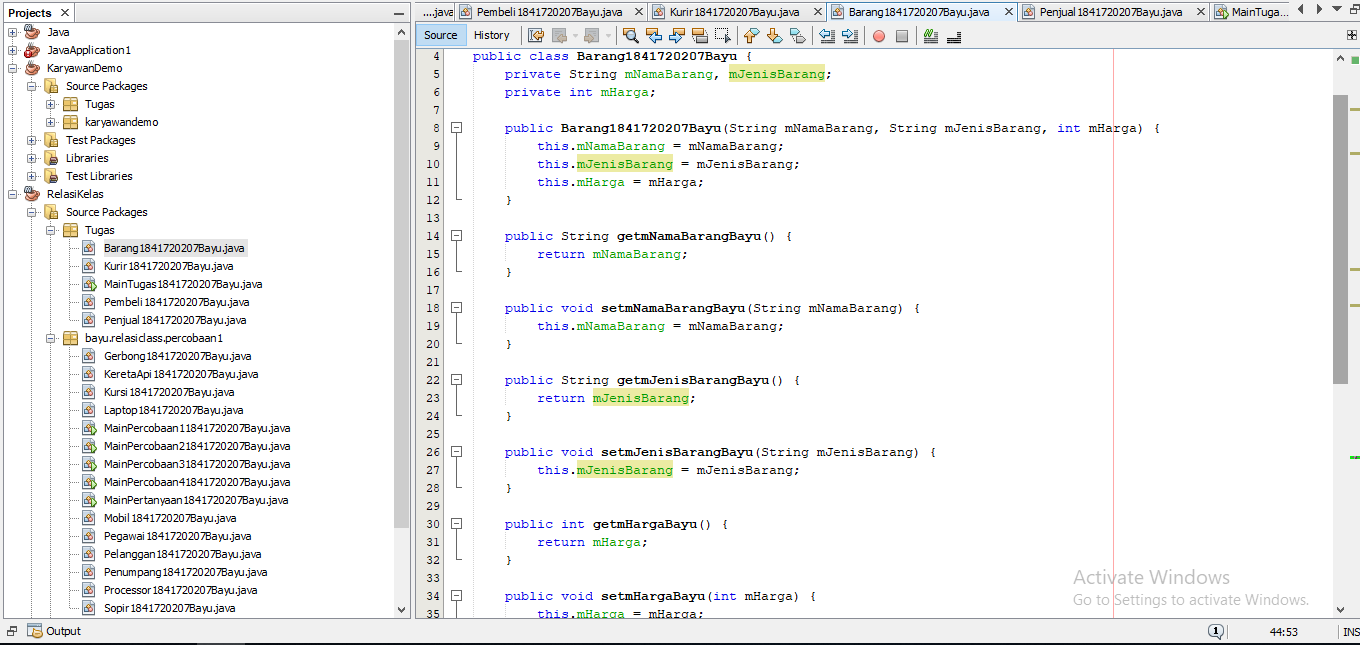 Projects
Java
JavaApplication1
KaryawanDemo
Source Packages
Tugas
karyawandemo
Test Packages
Libraries
Test Libraries
RelasiKelas
Source Packages
Tugas
Barang1841720207Bayu.java
Kurir1841720207Bayu.java
MainTugas1841720207Bayu.java
Pembeli1841720207Bayu.java
Penjual1841720207Bayu.java
bayu.relasiclass.percobaan1
Gerbong1841720207Bayu.java
KeretaApi1841720207Bayu.java
Kursi1841720207Bayu.java
Laptop1841720207Bayu.java
MainPercobaan11841720207Bayu.java
MainPercobaan21841720207Bayu.java
MainPercobaan31841720207Bayu.java
MainPercobaan41841720207Bayu.java
MainPertanyaan1841720207Bayu.java
Mobil1841720207Bayu.java
Pegawai1841720207Bayu.java
Pelanggan1841720207Bayu.java
Penumpang1841720207Bayu.java
Processor1841720207Bayu.java
Sopir1841720207Bayu.java
...java Pembeli1841720207Bayu.java Kurir1841720207Bayu.java Barang1841720207Bayu.java Penjual1841720207Bayu.java MainTuga...
Source History
4 public class Barang1841720207Bayu {
5 private String mNamaBarang, mJenisBarang;
6 private int mHarga;
7
8 public Barang1841720207Bayu(String mNamaBarang, String mJenisBarang, int mHarga) {
9 this.mNamaBarang = mNamaBarang;
10 this.mJenisBarang = mJenisBarang;
11 this.mHarga = mHarga;
12 }
13
14 public String getmNamaBarangBayu() {
15 return mNamaBarang;
16 }
17
18 public void setmNamaBarangBayu(String mNamaBarang) {
19 this.mNamaBarang = mNamaBarang;
20 }
21
22 public String getmJenisBarangBayu() {
23 return mJenisBarang;
24 }
25
26 public void setmJenisBarangBayu(String mJenisBarang) {
27 this.mJenisBarang = mJenisBarang;
28 }
29
30 public int getmHargaBayu() {
31 return mHarga;
32 }
33
34 public void setmHargaBayu(int mHarga) {
35 this.mHarga = mHarga;
Activate Windows
Go to Settings to activate Windows.
Output
1 44:53 INS